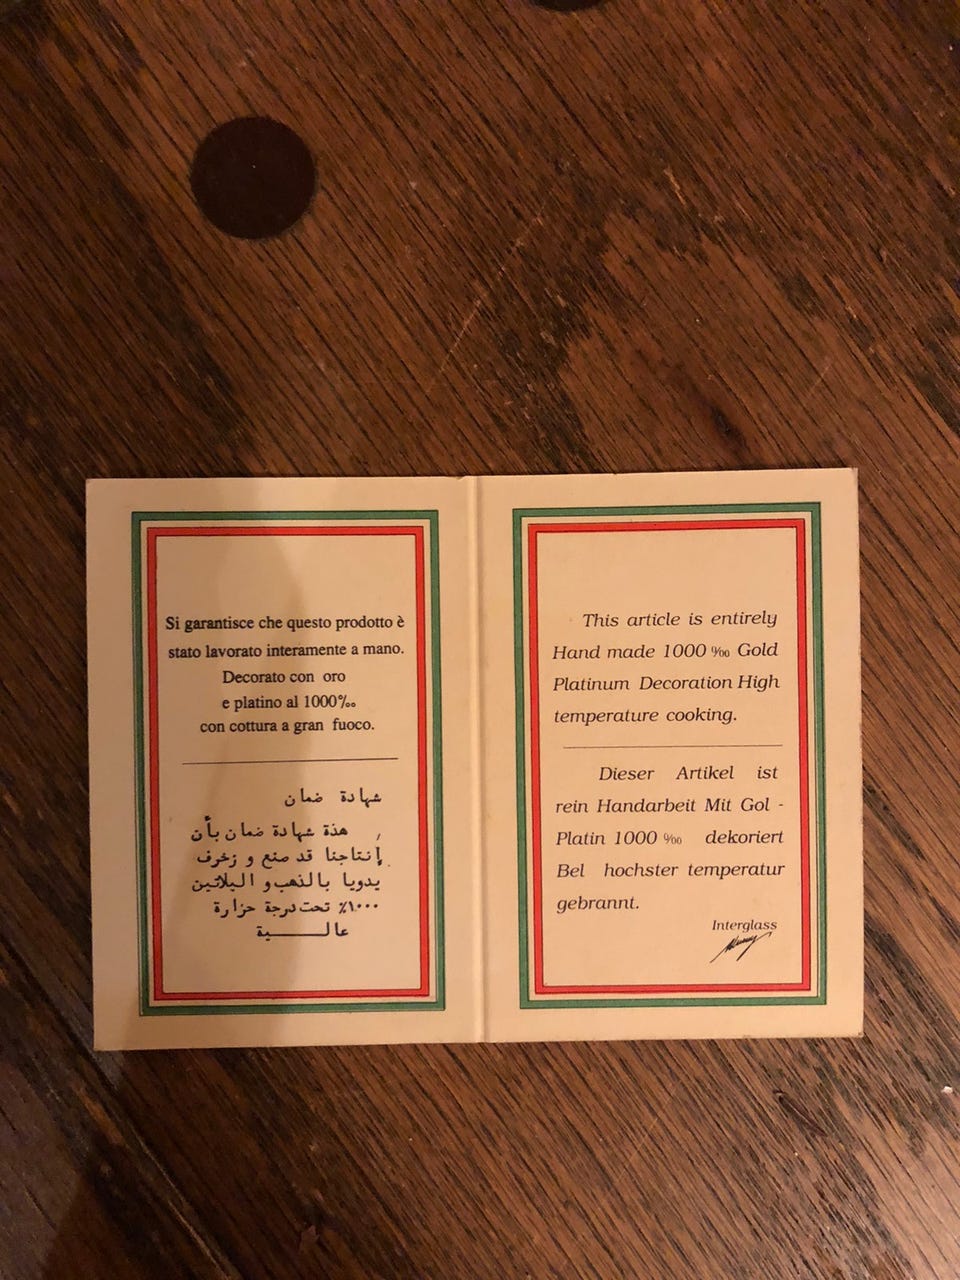 Si garantisce che questo prodotto è
stato lavorato interamente a mano.
Decorato con oro
e platino al 1000‰
con cottura a gran fuoco.
شهادة ضمان
هذة شهادة ضمان بأن
إنتاجنا قد صنع و زخرف
يدويا بالذهب و البلاتين
١٠٠٠٪ تحت درجة حزارة
عالـــــية
This article is entirely
Hand made 1000 ‰ Gold
Platinum Decoration High
temperature cooking.
Dieser Artikel ist
rein Handarbeit Mit Gol -
Platin 1000 ‰ dekoriert
Bel hochster temperatur
gebrannt.
Interglass